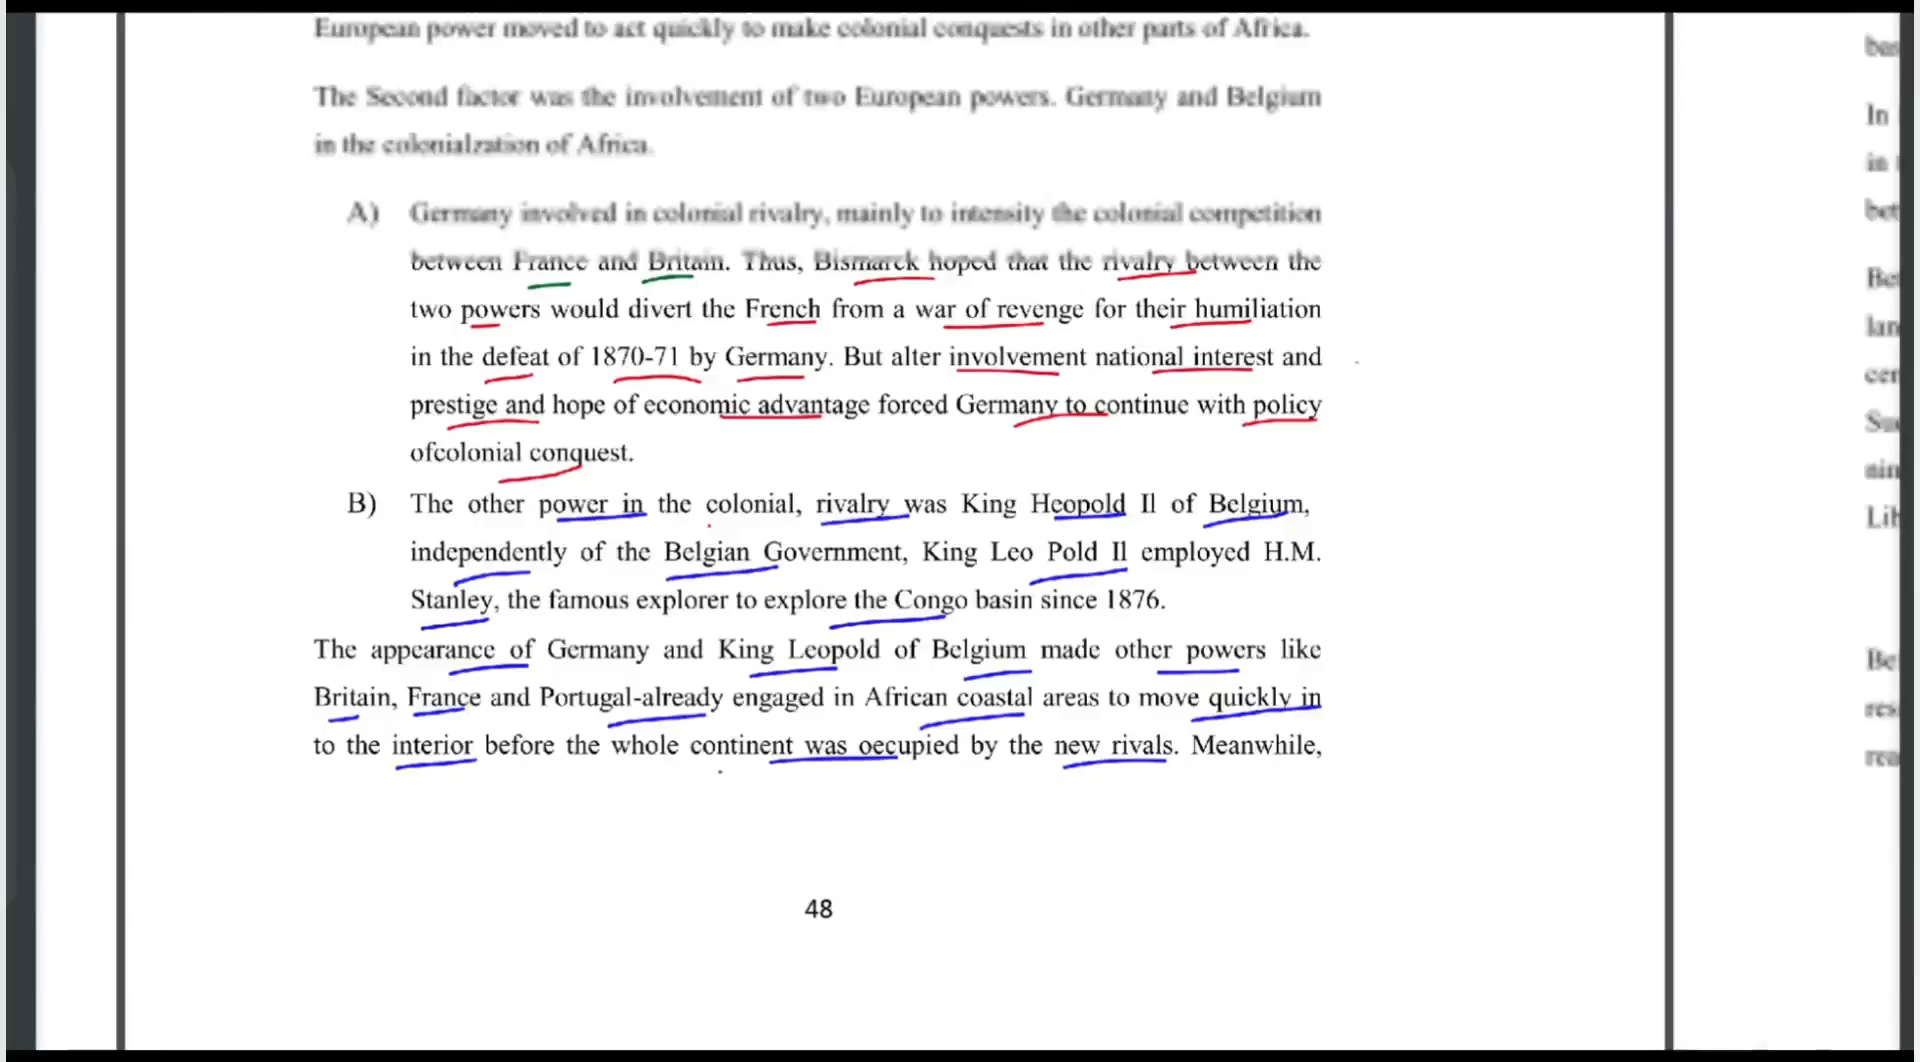 European power moved to act quickly to make colonial conquests in other parts of Africa.
The Second factor was the involvement of two European powers. Germany and Belgium
in the colonialzation of Africa.
A) Germany involved in colonial rivalry, mainly to intensity the colonial competition
between France and Britain. Thus, Bismarck hoped that the rivalry between the
two powers would divert the French from a war of revenge for their humiliation
in the defeat of 1870-71 by Germany. But alter involvement national interest and
prestige and hope of economic advantage forced Germany to continue with policy
ofcolonial conquest.
B) The other power in the colonial, rivalry was King Heopold Il of Belgium,
independently of the Belgian Government, King Leo Pold Il employed H.M.
Stanley, the famous explorer to explore the Congo basin since 1876.
The appearance of Germany and King Leopold of Belgium made other powers like
Britain, France and Portugal-already engaged in African coastal areas to move quickly in
to the interior before the whole continent was oecupied by the new rivals. Meanwhile,
48
In
in